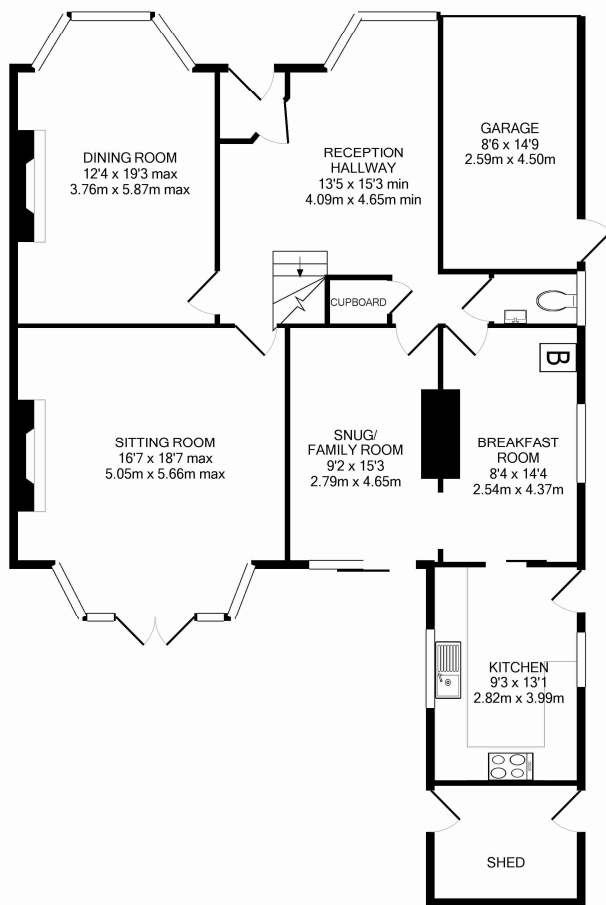 DINING ROOM
12'4 x 19'3 max
3.76m x 5.87m max
RECEPTION
HALLWAY
13'5 x 15'3 min
4.09m x 4.65m min
GARAGE
8'6 x 14'9
2.59m x 4.50m
CUPBOARD
B
SITTING ROOM
16'7 x 18'7 max
5.05m x 5.66m max
SNUG/
FAMILY ROOM
9'2 x 15'3
2.79m x 4.65m
BREAKFAST
ROOM
8'4 x 14'4
2.54m x 4.37m
KITCHEN
9'3 x 13'1
2.82m x 3.99m
SHED